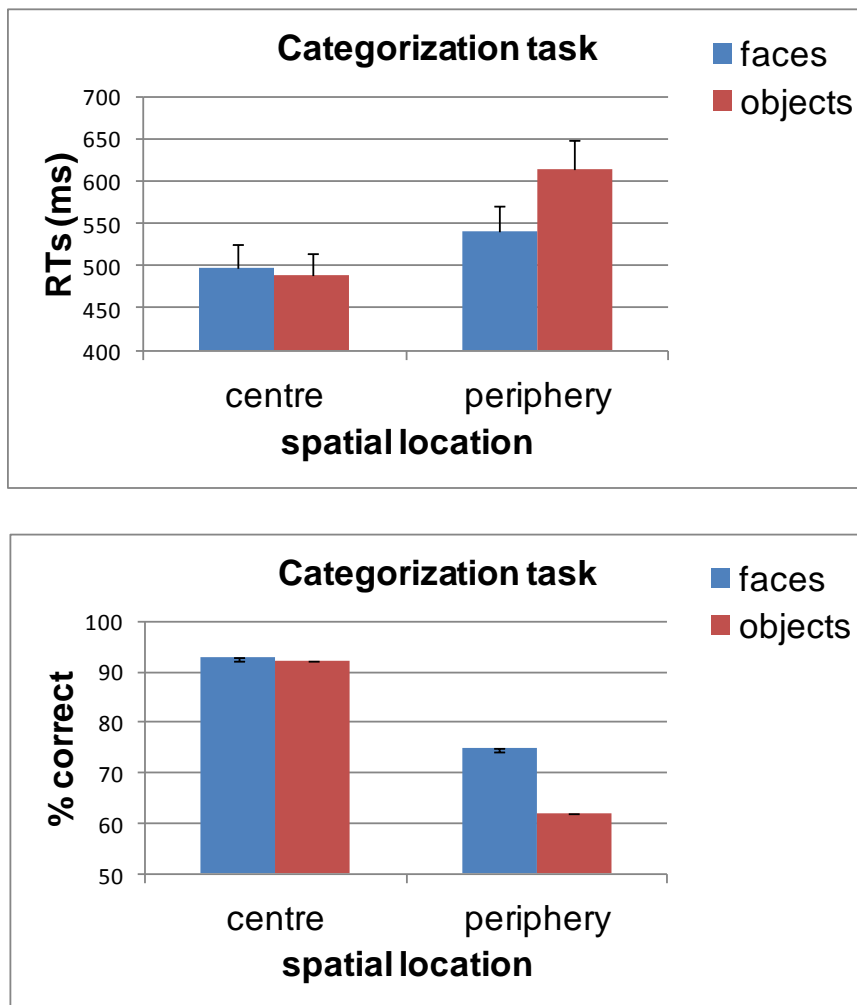 Categorization task
faces
objects
RTs (ms)
700
650
600
550
500
450
400
centre periphery
spatial location
Categorization task
faces
objects
% correct
100
90
80
70
60
50
centre periphery
spatial location